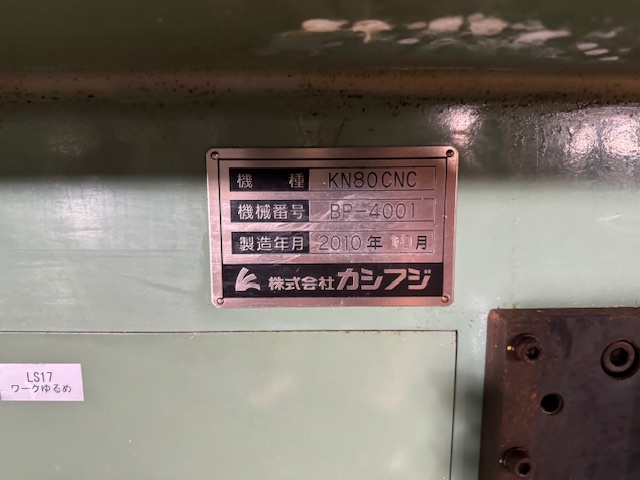 機種 KN80CNC
機械番号 BP-4001
製造年月 2010年 月
株式会社カシフジ
LS17
ワークゆるめ